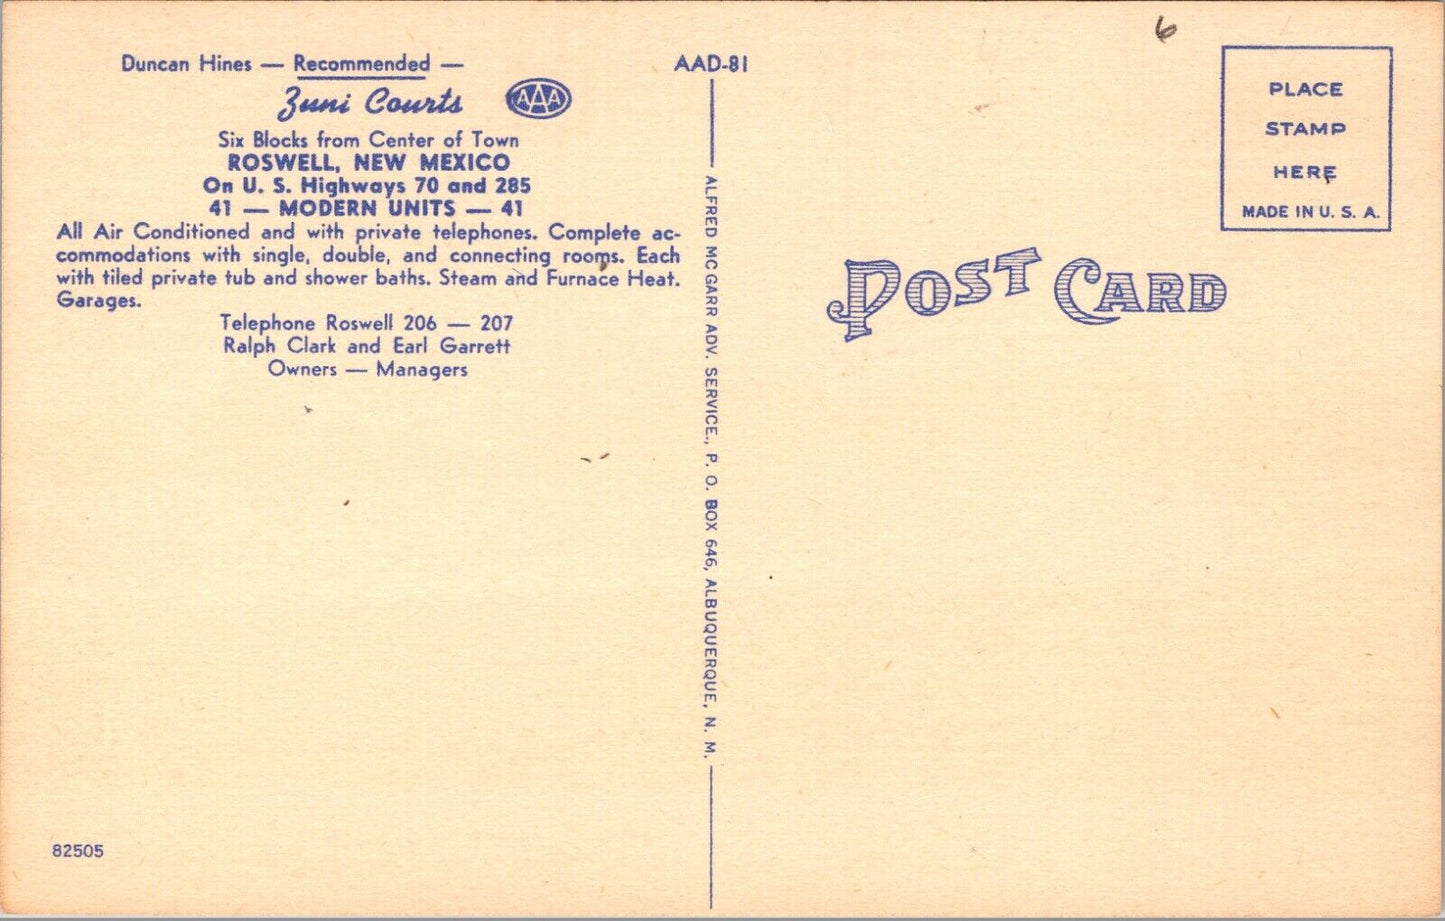 6
Duncan Hines — Recommended —
AAD-81
Zuni Courts
AAA
Six Blocks from Center of Town
ROSWELL, NEW MEXICO
On U. S. Highways 70 and 285
41 — MODERN UNITS — 41
All Air Conditioned and with private telephones. Complete ac-
commodations with single, double, and connecting rooms. Each
with tiled private tub and shower baths. Steam and Furnace Heat.
Garages.
Telephone Roswell 206 — 207
Ralph Clark and Earl Garrett
Owners — Managers
82505
ALFRED MC GARR ADV. SERVICE., P. O. BOX 646, ALBUQUERQUE, N. M.
POST CARD
PLACE
STAMP
HERE
MADE IN U. S. A.